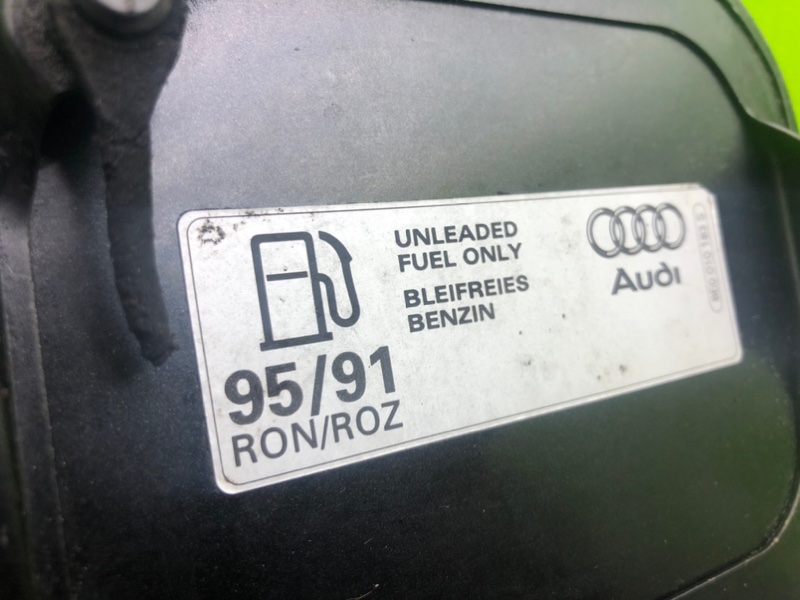 UNLEADED
FUEL ONLY
BLEIFREIES
BENZIN
95/91
RON/ROZ
Audi